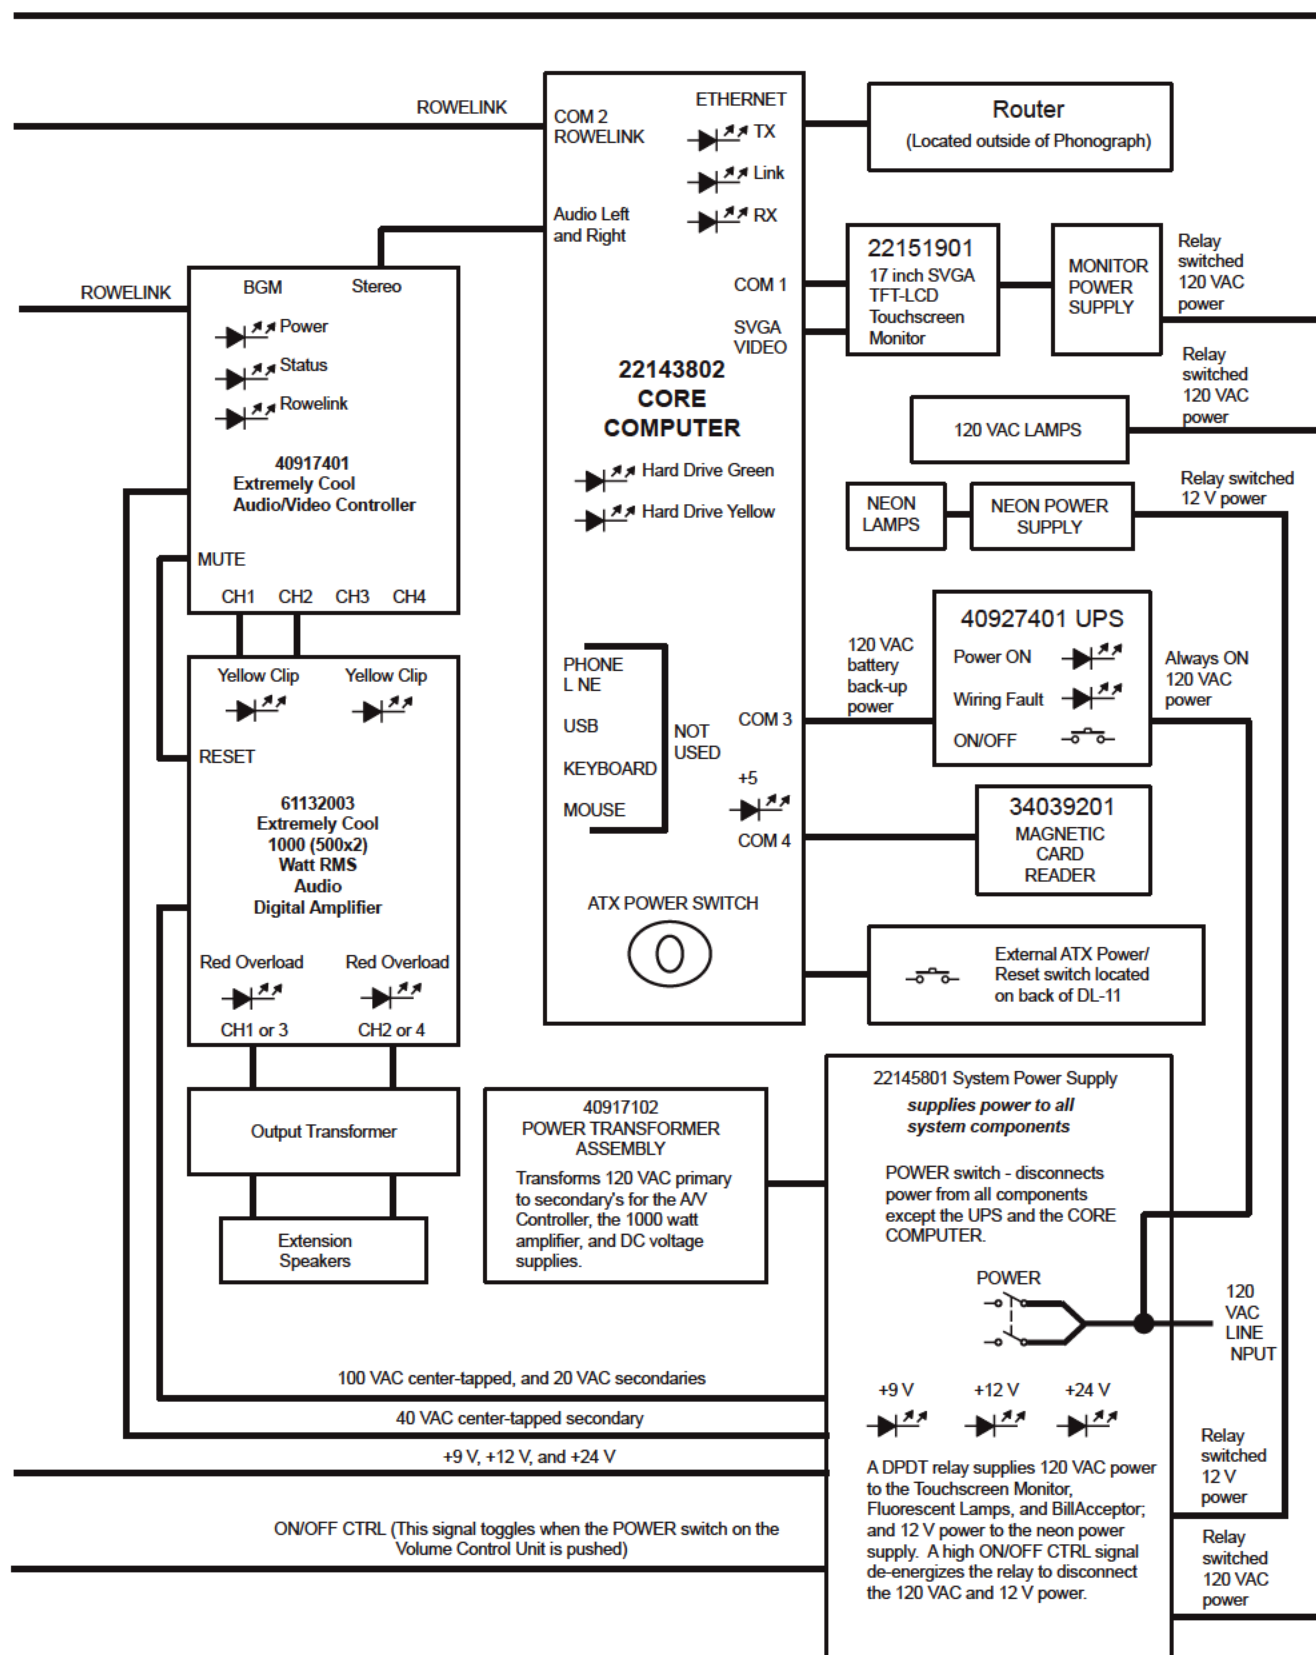 ROWELINK
COM 2
ROWELINK
ETHERNET
TX
Link
RX
Router
(Located outside of Phonograph)
Audio Left
and Right
ROWELINK
BGM
Stereo
Power
Status
Rowelink
40917401
Extremely Cool
Audio/Video Controller
MUTE
CH1
CH2
CH3
CH4
COM 1
SVGA
VIDEO
22151901
17 inch SVGA
TFT-LCD
Touchscreen
Monitor
MONITOR
POWER
SUPPLY
Relay
switched
120 VAC
power
Relay
switched
120 VAC
power
22143802
CORE
COMPUTER
120 VAC LAMPS
Hard Drive Green
Hard Drive Yellow
NEON
LAMPS
NEON POWER
SUPPLY
Relay switched
12 V power
Yellow Clip
Yellow Clip
RESET
61132003
Extremely Cool
1000 (500x2)
Watt RMS
Audio
Digital Amplifier
Red Overload
Red Overload
CH1 or 3
CH2 or 4
PHONE
L NE
USB
KEYBOARD
MOUSE
NOT
USED
COM 3
+5
COM 4
120 VAC
battery
back-up
power
40927401 UPS
Power ON
Wiring Fault
ON/OFF
Always ON
120 VAC
power
34039201
MAGNETIC
CARD
READER
ATX POWER SWITCH
External ATX Power/
Reset switch located
on back of DL-11
Output Transformer
Extension
Speakers
40917102
POWER TRANSFORMER
ASSEMBLY
Transforms 120 VAC primary
to secondary's for the A/V
Controller, the 1000 watt
amplifier, and DC voltage
supplies.
22145801 System Power Supply
supplies power to all
system components
POWER switch - disconnects
power from all components
except the UPS and the CORE
COMPUTER.
POWER
120
VAC
LINE
NPUT
+9 V
+12 V
+24 V
100 VAC center-tapped, and 20 VAC secondaries
40 VAC center-tapped secondary
+9 V, +12 V, and +24 V
ON/OFF CTRL (This signal toggles when the POWER switch on the
Volume Control Unit is pushed)
A DPDT relay supplies 120 VAC power
to the Touchscreen Monitor,
Fluorescent Lamps, and BillAcceptor;
and 12 V power to the neon power
supply. A high ON/OFF CTRL signal
de-energizes the relay to disconnect
the 120 VAC and 12 V power.
Relay
switched
12 V
power
Relay
switched
120 VAC
power